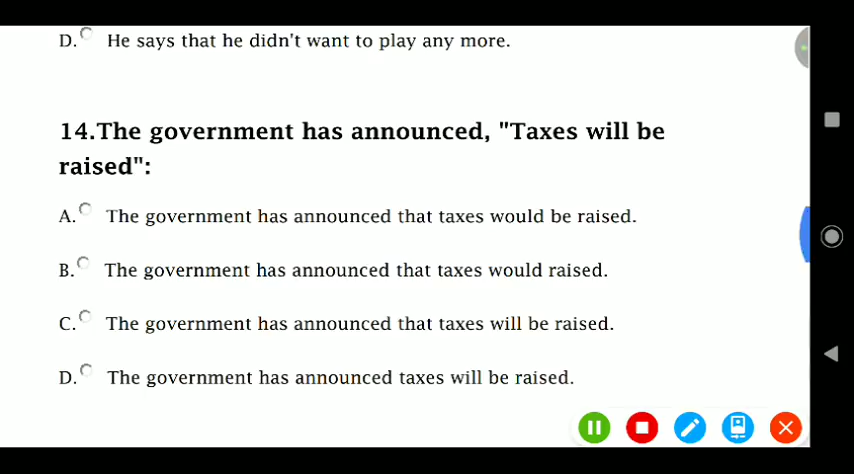 D. He says that he didn't want to play any more.
14.The government has announced, "Taxes will be
raised":
A. The government has announced that taxes would be raised.
B. The government has announced that taxes would raised.
C. The government has announced that taxes will be raised.
D. The government has announced taxes will be raised.